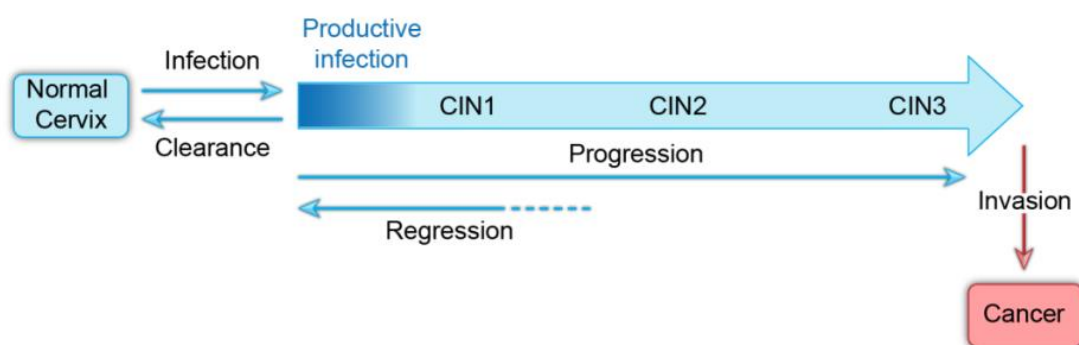 Productive
infection
Infection
Normal
Cervix
CIN1
CIN2
CIN3
Clearance
Progression
Invasion
Regression
Cancer